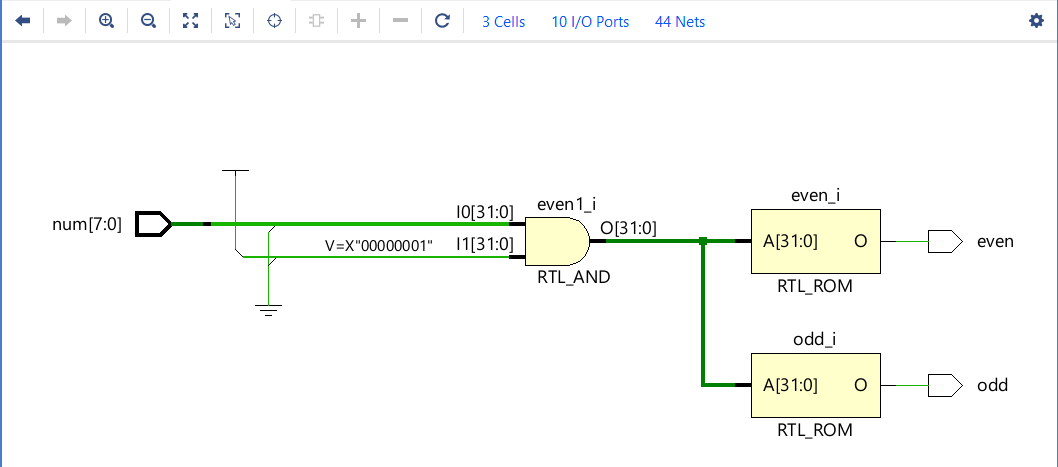 3 Cells 10 I/O Ports 44 Nets
num[7:0]
I0[31:0]
V=X"00000001" I1[31:0]
even1_i
O[31:0]
RTL_AND
even_i
A[31:0] O
RTL_ROM
even
odd_i
A[31:0] O
RTL_ROM
odd